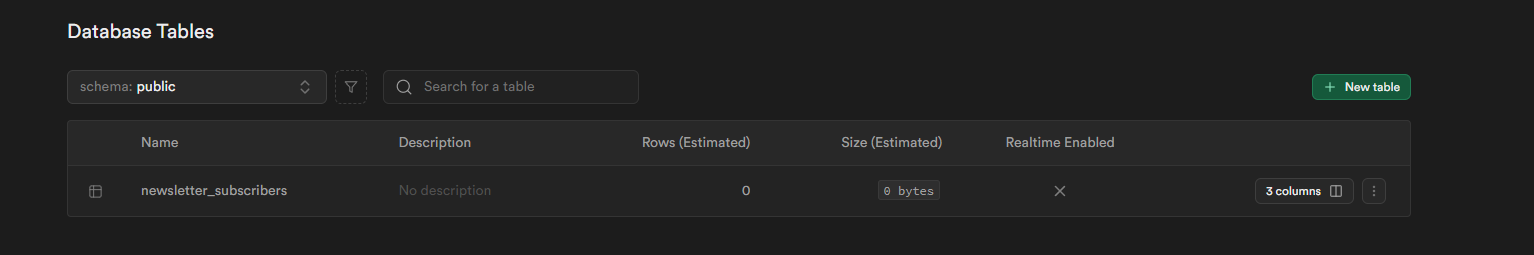 Database Tables
schema: public
Search for a table
New table
Name Description Rows (Estimated) Size (Estimated) Realtime Enabled
newsletter_subscribers No description 0 0 bytes 3 columns